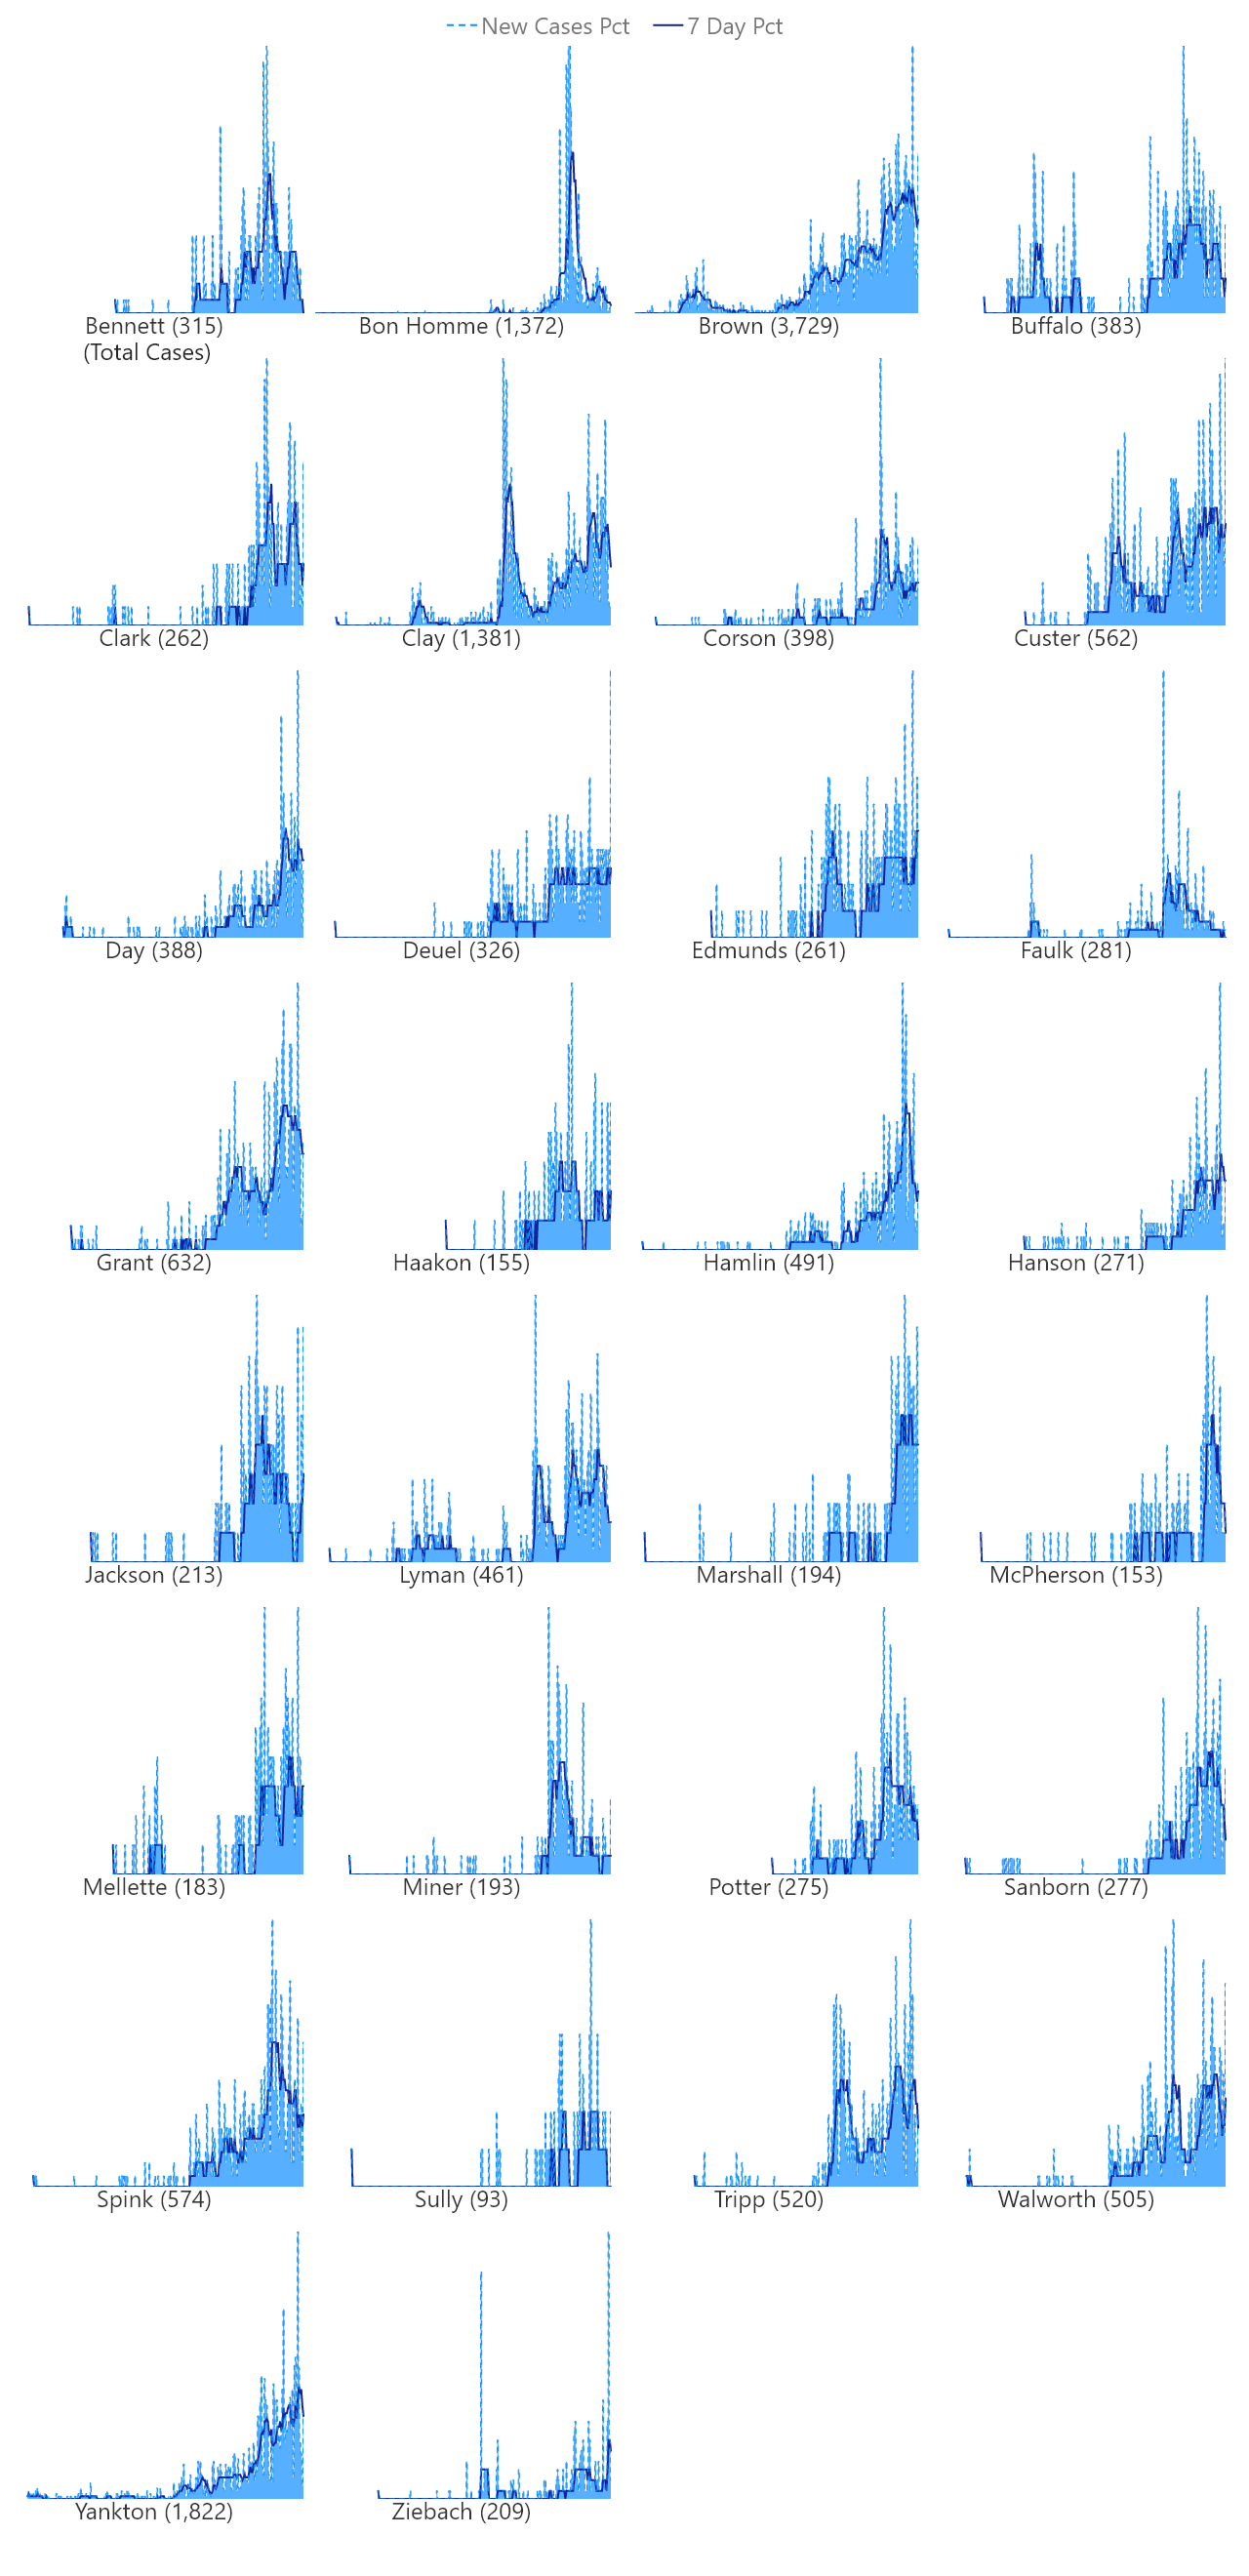 New Cases Pct 7 Day Pct
Bennett (315) Bon Homme (1,372) Brown (3,729) Buffalo (383)
(Total Cases)
Clark (262) Clay (1,381) Corson (398) Custer (562)
Day (388) Deuel (326) Edmunds (261) Faulk (281)
Grant (632) Haakon (155) Hamlin (491) Hanson (271)
Jackson (213) Lyman (461) Marshall (194) McPherson (153)
Mellette (183) Miner (193) Potter (275) Sanborn (277)
Spink (574) Sully (93) Tripp (520) Walworth (505)
Yankton (1,822) Ziebach (209)